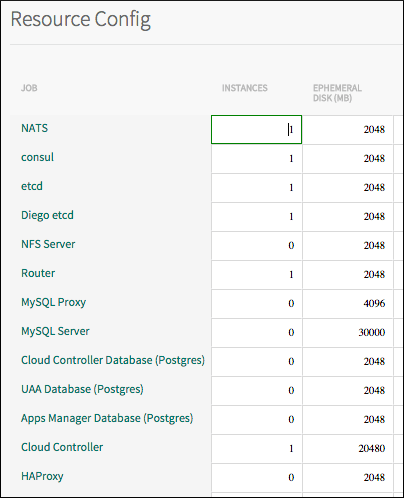 Resource Config
JOB INSTANCES EPHEMERAL
DISK (MB)
NATS 1 2048
consul 1 2048
etcd 1 2048
Diego etcd 1 2048
NFS Server 0 2048
Router 1 2048
MySQL Proxy 0 4096
MySQL Server 0 30000
Cloud Controller Database (Postgres) 0 2048
UAA Database (Postgres) 0 2048
Apps Manager Database (Postgres) 0 2048
Cloud Controller 1 20480
HAProxy 0 2048